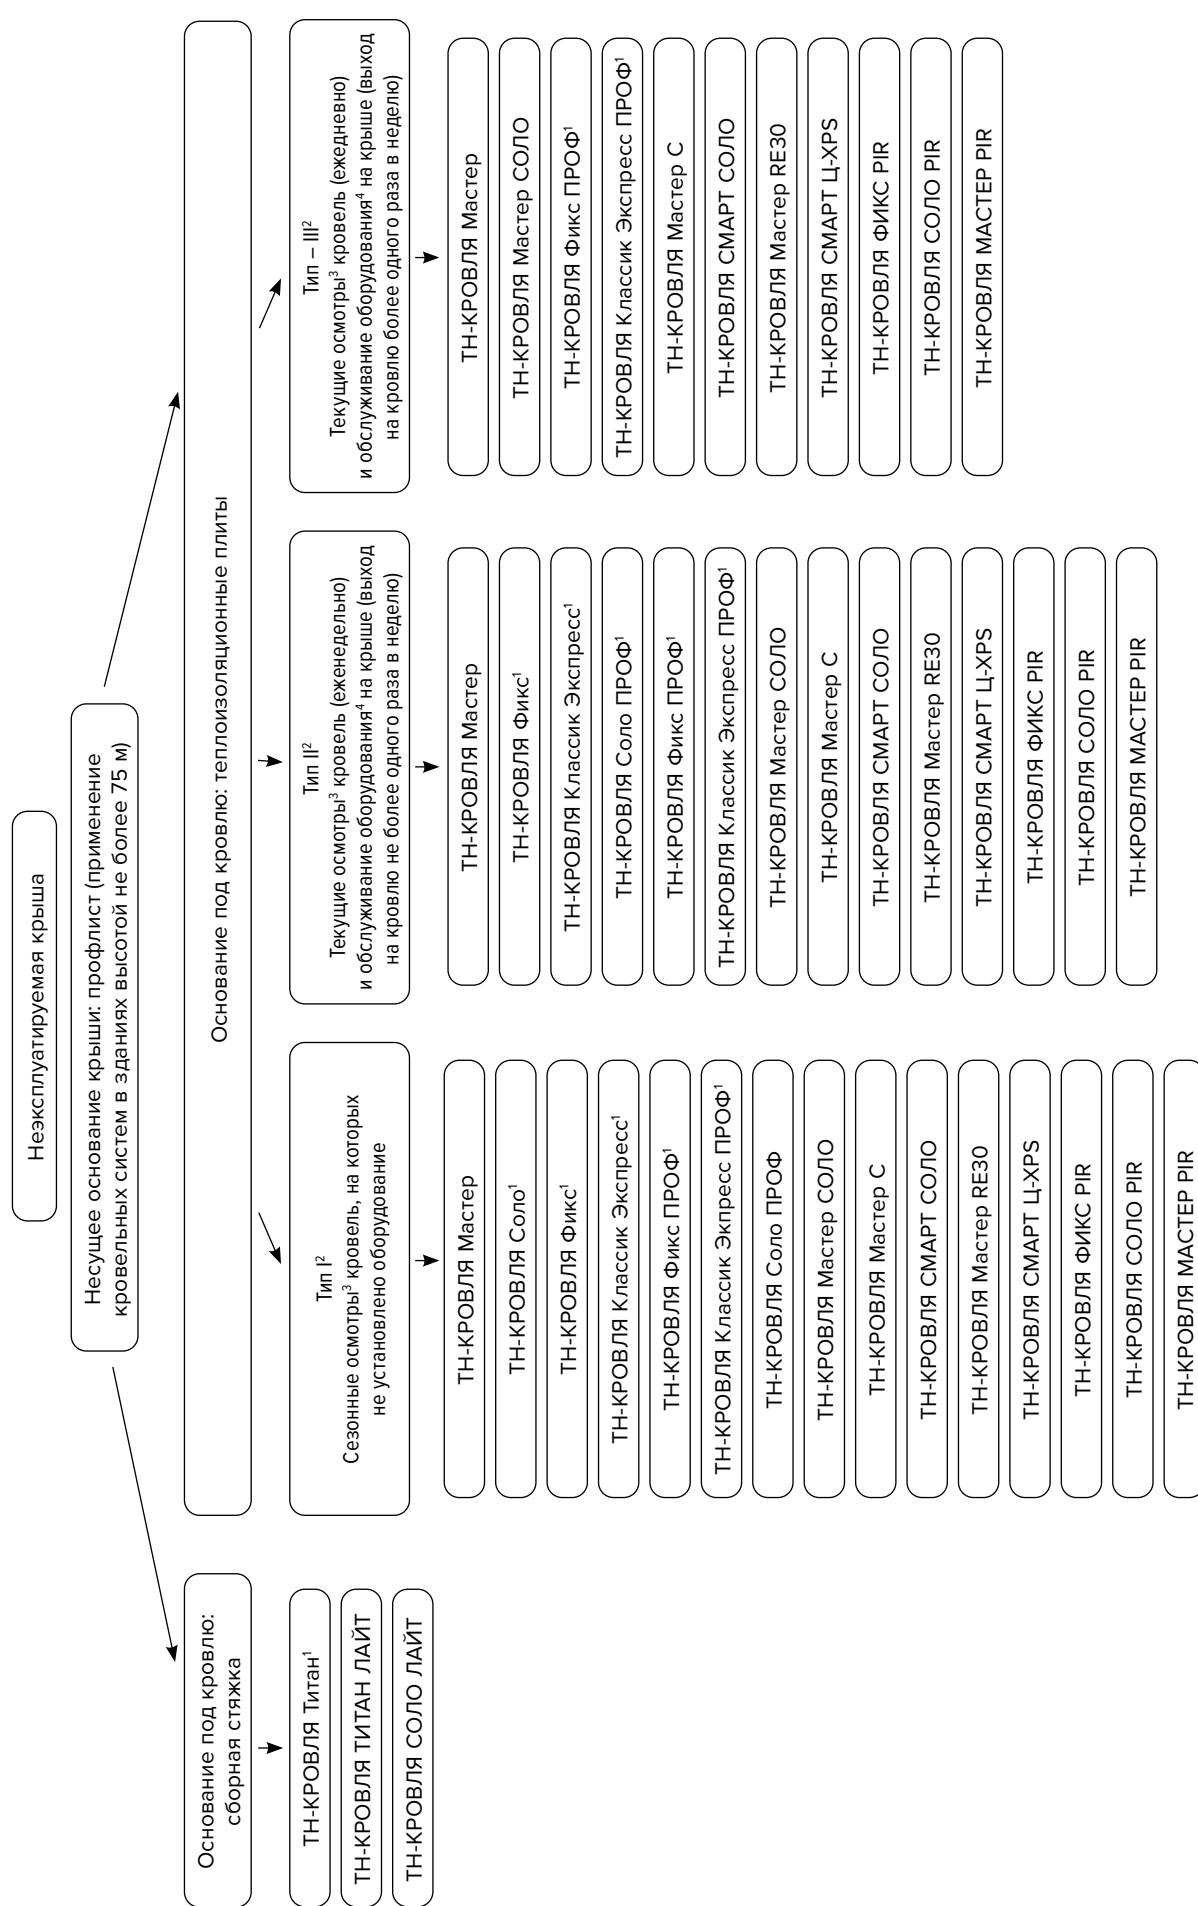 Неэксплуатируемая крыша
Несущее основание крыши: профлист (применение
кровельных систем в зданиях высотой не более 75 м)
Основание под кровлю:
сборная стяжка
ТН-КРОВЛЯ Титан¹
ТН-КРОВЛЯ ТИТАН ЛАЙТ
ТН-КРОВЛЯ СОЛО ЛАЙТ
Основание под кровлю: теплоизоляционные плиты
Тип I²
Сезонные осмотры³ кровель, на которых
не установлено оборудование
ТН-КРОВЛЯ Мастер
ТН-КРОВЛЯ Соло¹
ТН-КРОВЛЯ Фикс¹
ТН-КРОВЛЯ Классик Экспресс¹
ТН-КРОВЛЯ Фикс ПРОФ¹
ТН-КРОВЛЯ Классик Экпресс ПРОФ¹
ТН-КРОВЛЯ Соло ПРОФ
ТН-КРОВЛЯ Мастер СОЛО
ТН-КРОВЛЯ Мастер С
ТН-КРОВЛЯ СМАРТ СОЛО
ТН-КРОВЛЯ Мастер RE30
ТН-КРОВЛЯ СМАРТ Ц-XPS
ТН-КРОВЛЯ ФИКС PIR
ТН-КРОВЛЯ СОЛО PIR
ТН-КРОВЛЯ МАСТЕР PIR
Тип II²
Текущие осмотры³ кровель (еженедельно)
и обслуживание оборудования⁴ на крыше (выход
на кровлю не более одного раза в неделю)
ТН-КРОВЛЯ Мастер
ТН-КРОВЛЯ Фикс¹
ТН-КРОВЛЯ Классик Экспресс¹
ТН-КРОВЛЯ Соло ПРОФ¹
ТН-КРОВЛЯ Фикс ПРОФ¹
ТН-КРОВЛЯ Классик Экспресс ПРОФ¹
ТН-КРОВЛЯ Мастер СОЛО
ТН-КРОВЛЯ Мастер С
ТН-КРОВЛЯ СМАРТ СОЛО
ТН-КРОВЛЯ Мастер RE30
ТН-КРОВЛЯ СМАРТ Ц-XPS
ТН-КРОВЛЯ ФИКС PIR
ТН-КРОВЛЯ СОЛО PIR
ТН-КРОВЛЯ МАСТЕР PIR
Тип – III²
Текущие осмотры³ кровель (ежедневно)
и обслуживание оборудования⁴ на крыше (выход
на кровлю более одного раза в неделю)
ТН-КРОВЛЯ Мастер
ТН-КРОВЛЯ Мастер СОЛО
ТН-КРОВЛЯ Фикс ПРОФ¹
ТН-КРОВЛЯ Классик Экспресс ПРОФ¹
ТН-КРОВЛЯ Мастер С
ТН-КРОВЛЯ СМАРТ СОЛО
ТН-КРОВЛЯ Мастер RE30
ТН-КРОВЛЯ СМАРТ Ц-XPS
ТН-КРОВЛЯ ФИКС PIR
ТН-КРОВЛЯ СОЛО PIR
ТН-КРОВЛЯ МАСТЕР PIR